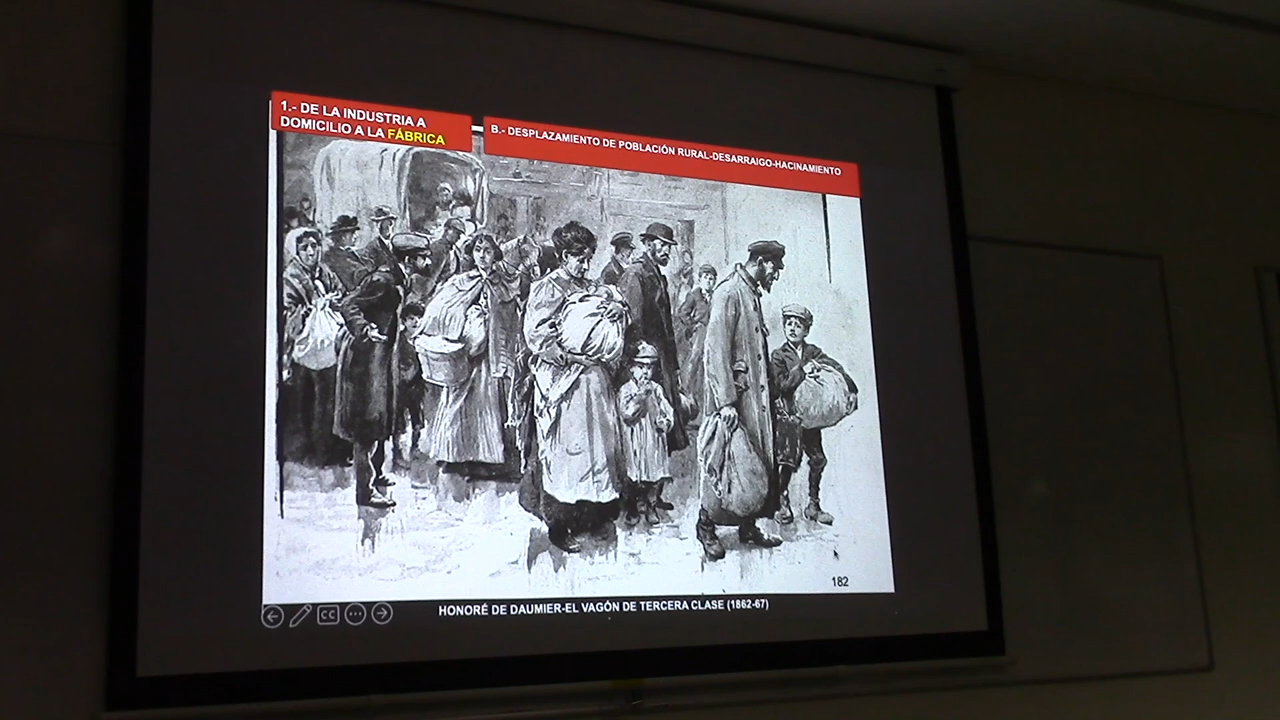 1.- DE LA INDUSTRIA A
DOMICILIO A LA FÁBRICA
B.- DESPLAZAMIENTO DE POBLACIÓN RURAL-DESARRAIGO-HACINAMIENTO
182
CC
HONORÉ DE DAUMIER-EL VAGÓN DE TERCERA CLASE (1862-67)